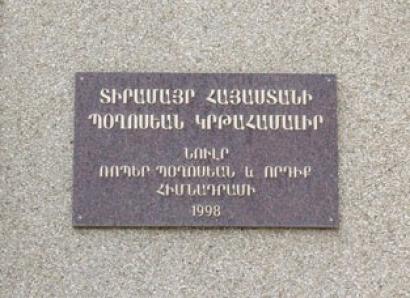 ՏԻՐԱՄԱՅՐ ՀԱՅԱՍՏԱՆԻ
ՊՕՂՈՍԵԱՆ ԿՐԹԱՀԱՄԱԼԻՐ
ՆՈՒԷՐ
ՌՈՊԵՐ ՊՕՂՈՍԵԱՆ և ՈՐԴԻՔ
ՀԻՄՆԱԴՐԱՄԻ
1998